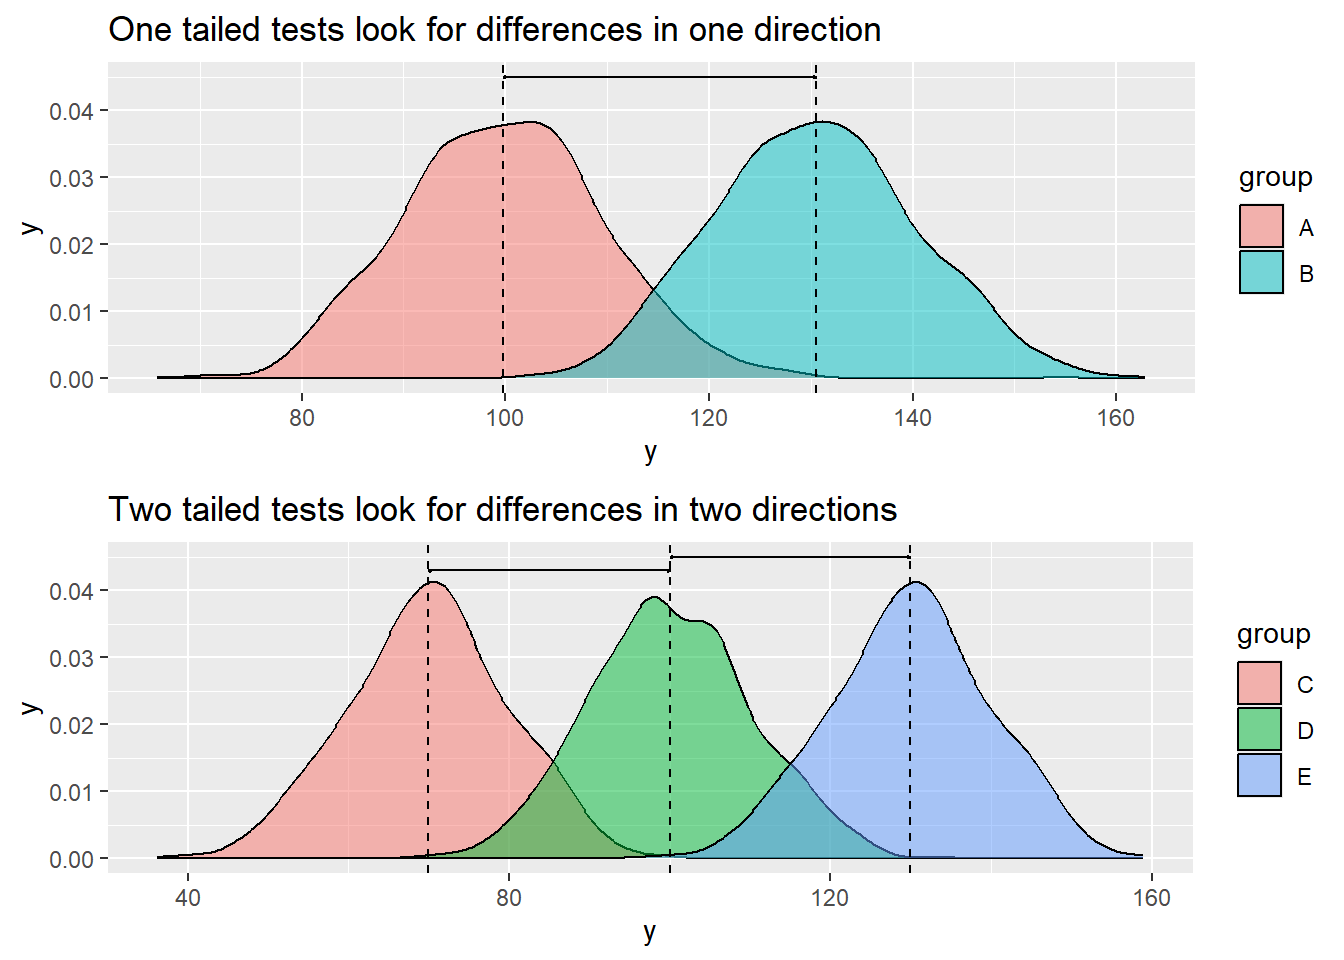 One tailed tests look for differences in one direction
0.04
0.03
0.02
0.01
0.00
y
80 100 120 140 160
y
group
A
B
Two tailed tests look for differences in two directions
0.04
0.03
0.02
0.01
0.00
y
40 80 120 160
y
group
C
D
E